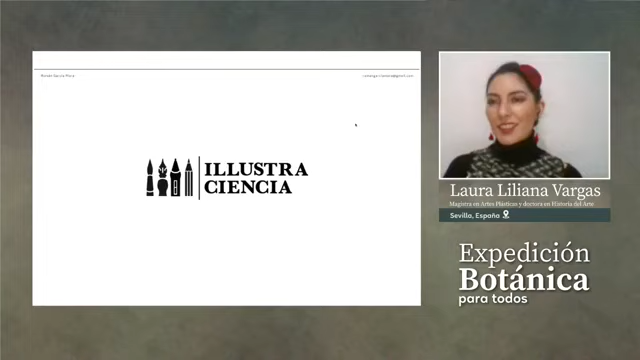 ILLUSTRA
CIENCIA
Laura Liliana Vargas
Magistra en Artes Plásticas y doctora en Historia del Arte
Sevilla, España
Expedición
Botánica
para todos